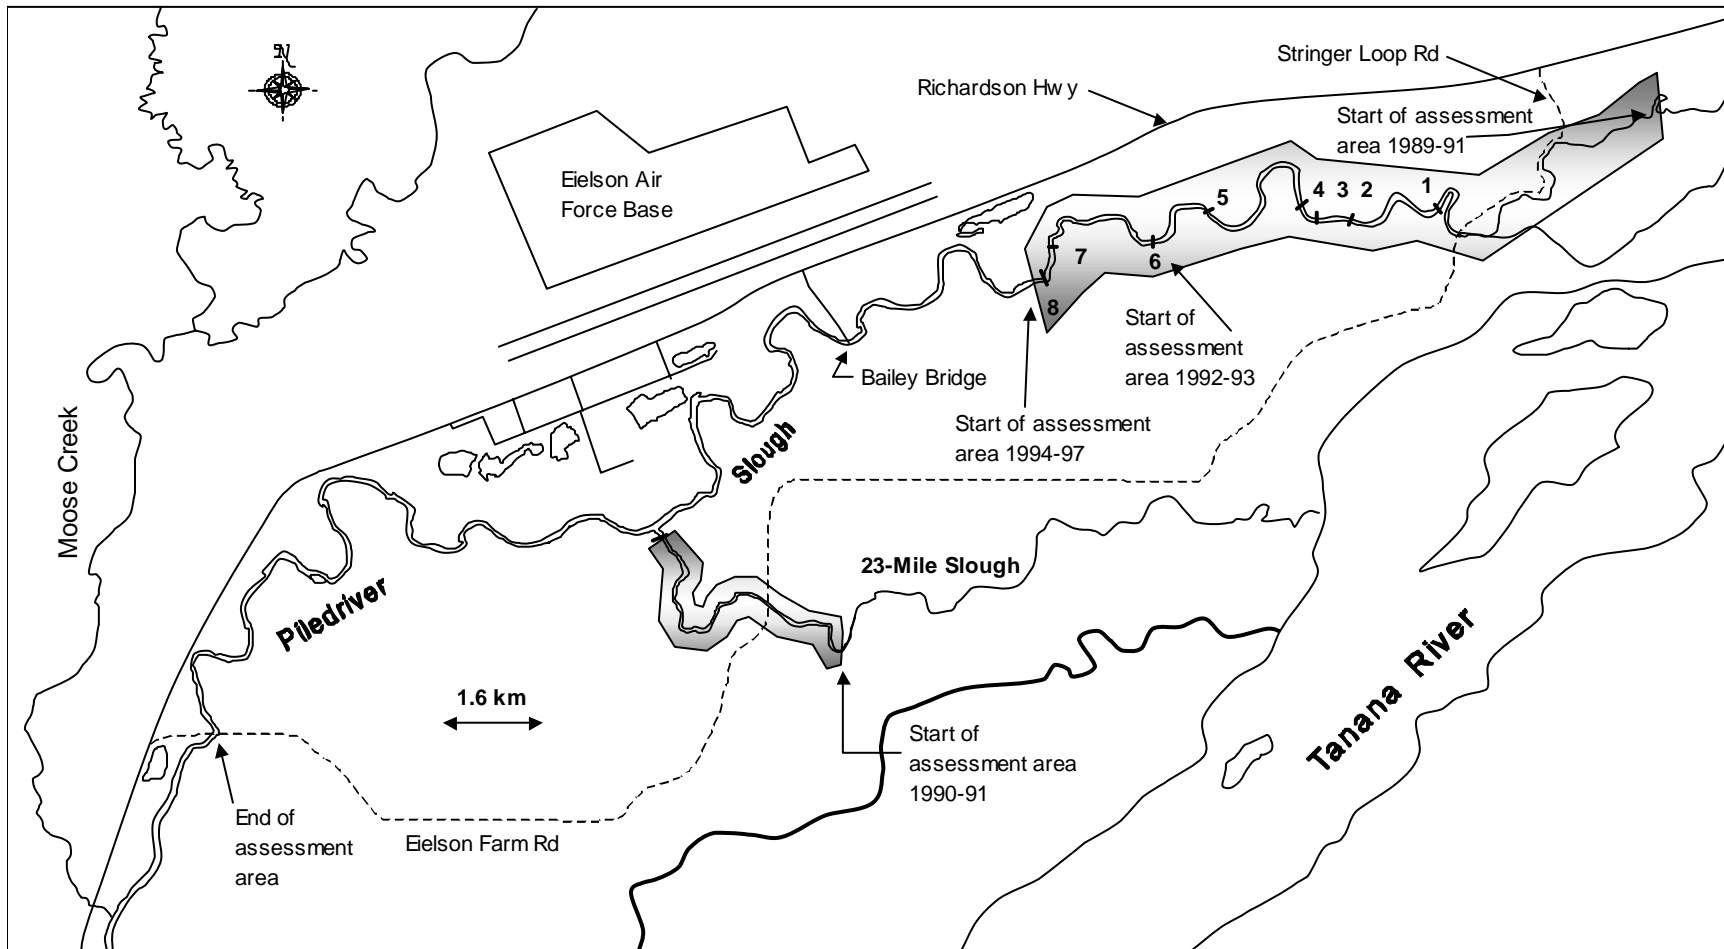 N
Stringer Loop Rd
Richardson Hwy
Start of assessment
area 1989-91
Eielson Air
Force Base
1
2
3
4
5
6
7
8
Start of
assessment
area 1992-93
Bailey Bridge
Start of assessment
area 1994-97
Slough
Moose Creek
23-Mile Slough
Piledriver
Tanana River
1.6 km
Start of
assessment area
1990-91
End of
assessment
area
Eielson Farm Rd